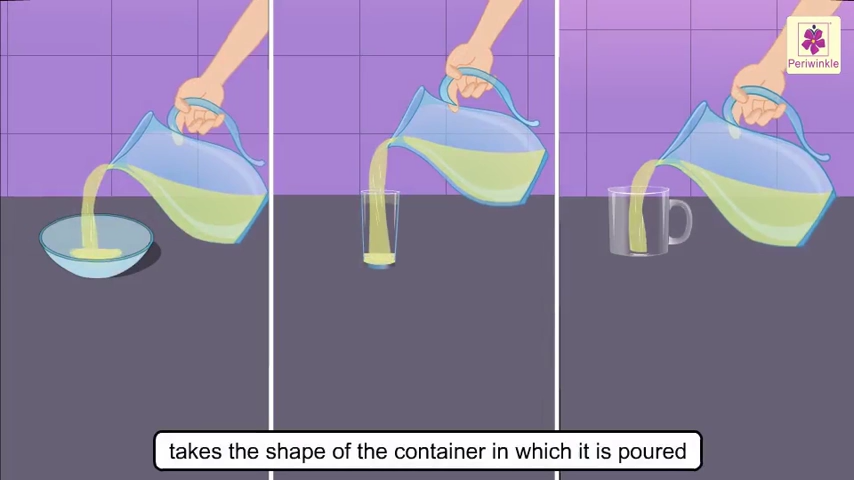 Periwinkle
takes the shape of the container in which it is poured